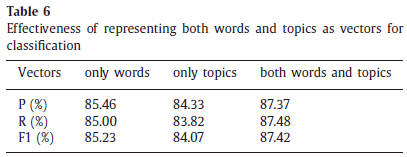 Table 6
Effectiveness of representing both words and topics as vectors for
classification
Vectors only words only topics both words and topics
P (%) 85.46 84.33 87.37
R (%) 85.00 83.82 87.48
F1 (%) 85.23 84.07 87.42